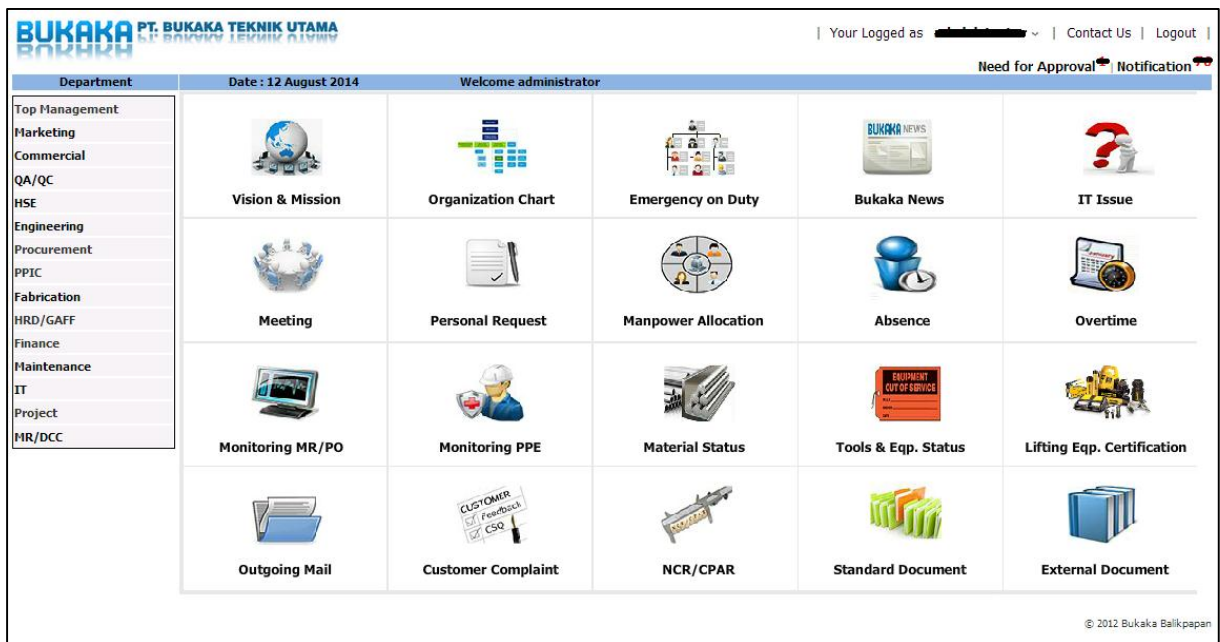 BUKAKA PT. BUKAKA TEKNIK UTAMA
| Your Logged as | Contact Us | Logout |
Need for Approval | Notification
Department Date : 12 August 2014 Welcome administrator
Top Management
Marketing
Commercial
QA/QC
HSE
Engineering
Procurement
PPIC
Fabrication
HRD/GAFF
Finance
Maintenance
IT
Project
MR/DCC
BUKAKA NEWS
Vision & Mission Organization Chart Emergency on Duty Bukaka News IT Issue
January
Meeting Personal Request Manpower Allocation Absence Overtime
EQUIPMENT
OUT OF SERVICE
Monitoring MR/PO Monitoring PPE Material Status Tools & Eqp. Status Lifting Eqp. Certification
CUSTOMER
Feedback
CSQ
Outgoing Mail Customer Complaint NCR/CPAR Standard Document External Document
© 2012 Bukaka Balikpapan